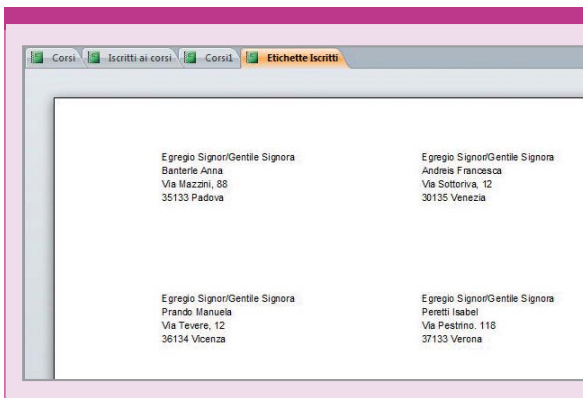 Corsi Iscritti ai corsi Corsi1 Etichette Iscritti
Egregio Signor/Gentile Signora
Banterle Anna
Via Mazzini, 88
35133 Padova
Egregio Signor/Gentile Signora
Andreis Francesca
Via Sottoriva, 12
30135 Venezia
Egregio Signor/Gentile Signora
Prando Manuela
Via Tevere, 12
36134 Vicenza
Egregio Signor/Gentile Signora
Peretti Isabel
Via Pestrino. 118
37133 Verona